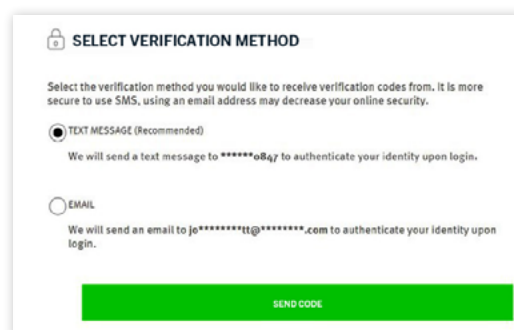 SELECT VERIFICATION METHOD
Select the verification method you would like to receive verification codes from. It is more
secure to use SMS, using an email address may decrease your online security.
TEXT MESSAGE (Recommended)
We will send a text message to ******0847 to authenticate your identity upon login.
EMAIL
We will send an email to jo********tt@********.com to authenticate your identity upon
login.
SEND CODE